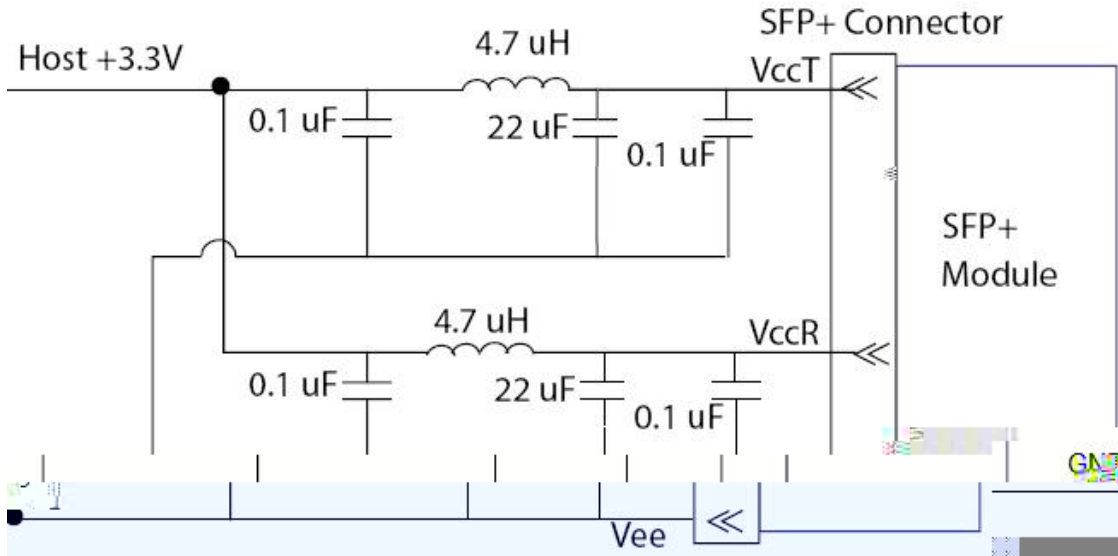 SFP+ Connector
4.7 uH
Host +3.3V
VccT
0.1 uF
22 uF
0.1 uF
SFP+
Module
4.7 uH
VccR
0.1 uF
22 uF
0.1 uF
Vee